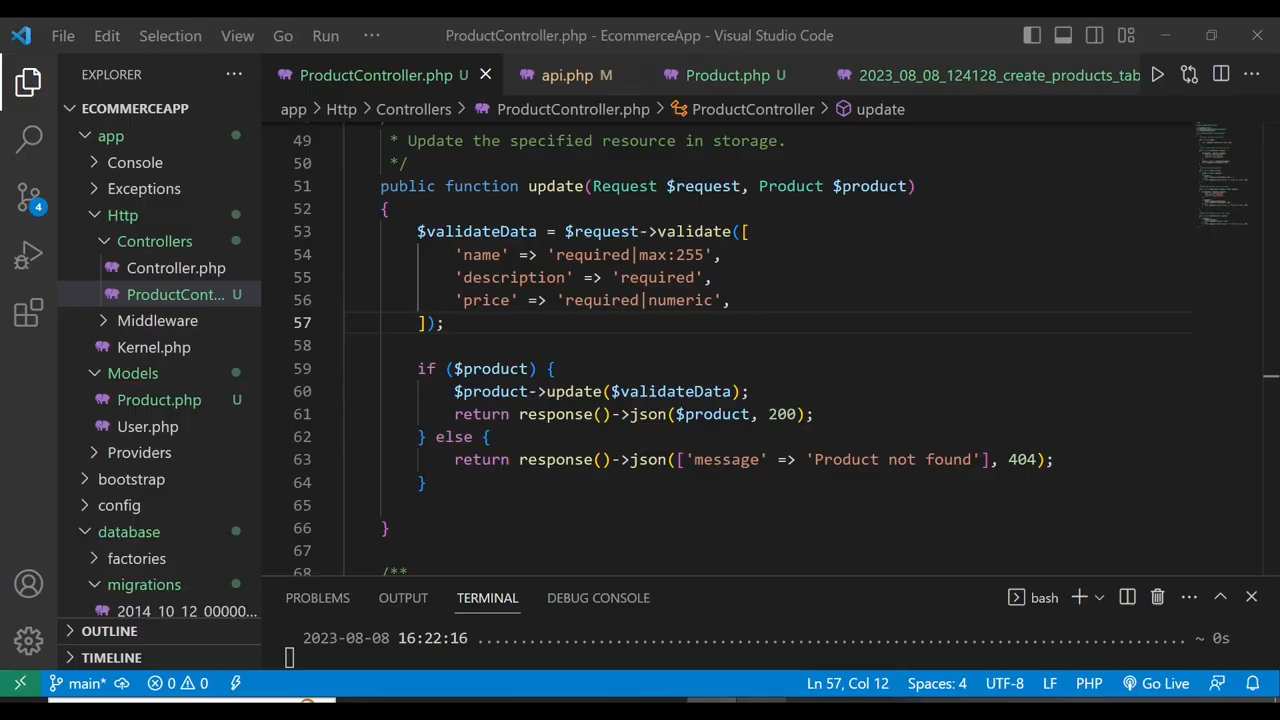 File Edit Selection View Go Run ··· ProductController.php - EcommerceApp - Visual Studio Code
EXPLORER ···
ECOMMERCEAPP
app
Console
Exceptions
Http
Controllers
Controller.php
ProductCont... U
Middleware
Kernel.php
Models
Product.php U
User.php
Providers
bootstrap
config
database
factories
migrations
2014_10_12_00000...
OUTLINE
TIMELINE
4
ProductController.php U api.php M Product.php U 2023_08_08_124128_create_products_tab ···
app > Http > Controllers > ProductController.php > ProductController > update
49 * Update the specified resource in storage.
50 */
51 public function update(Request $request, Product $product)
52 {
53 $validateData = $request->validate([
54 'name' => 'required|max:255',
55 'description' => 'required',
56 'price' => 'required|numeric',
57 ]);
58
59 if ($product) {
60 $product->update($validateData);
61 return response()->json($product, 200);
62 } else {
63 return response()->json(['message' => 'Product not found'], 404);
64 }
65
66 }
67
68 /**
PROBLEMS OUTPUT TERMINAL DEBUG CONSOLE bash ···
2023-08-08 16:22:16 ........................................................................... ~ 0s
main* 0 0 Ln 57, Col 12 Spaces: 4 UTF-8 LF PHP Go Live